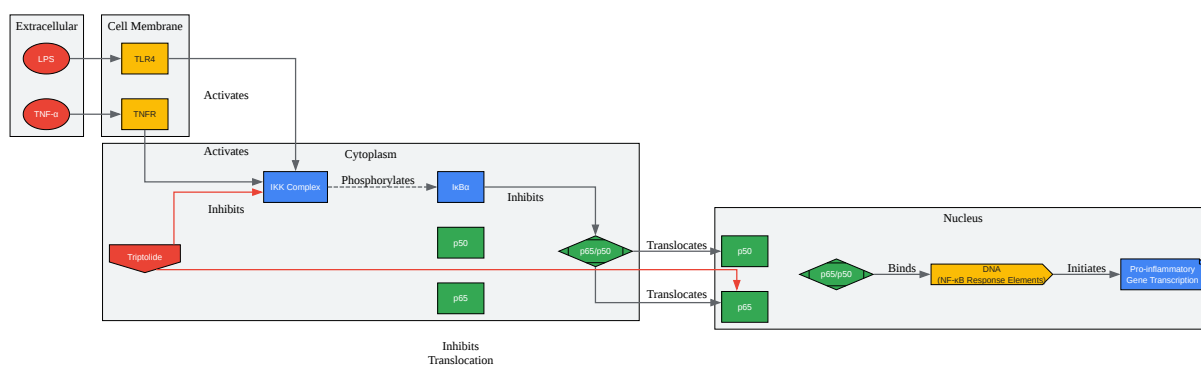 Extracellular
Cell Membrane
LPS
TLR4
Activates
TNF-α
TNFR
Activates
Cytoplasm
IKK Complex
Phosphorylates
IκBα
Inhibits
Inhibits
Nucleus
Triptolide
p50
p65/p50
Translocates
p50
p65/p50
Binds
DNA
(NF-κB Response Elements)
Initiates
Pro-inflammatory
Gene Transcription
p65
Translocates
p65
Inhibits
Translocation